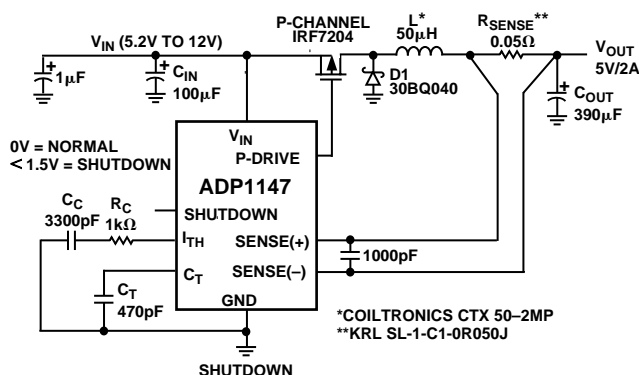 P-CHANNEL
IRF7204
L*
50µH
RSENSE**
0.05Ω
VIN (5.2V TO 12V)
VOUT
5V/2A
+
1µF
+
CIN
100µF
D1
30BQ040
+
COUT
390µF
0V = NORMAL
< 1.5V = SHUTDOWN
VIN
P-DRIVE
ADP1147
CC
3300pF
RC
1kΩ
SHUTDOWN
ITH
SENSE(+)
1000pF
CT
SENSE(–)
CT
470pF
GND
*COILTRONICS CTX 50–2MP
**KRL SL-1-C1-0R050J
SHUTDOWN